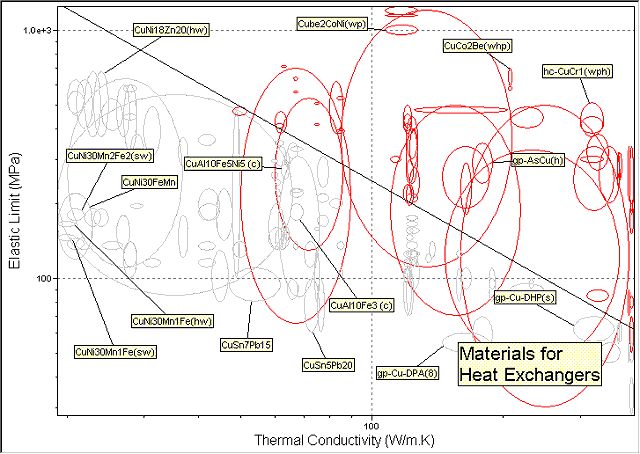 1.0e+3
CuNi18Zn20(hw)
Cube2CoNi(wp)
CuCo2Be(whp)
hc-CuCr1(wph)
CuNi30Mn2Fe2(sw)
CuAl10Fe5Ni5 (c)
gp-AsCu(h)
CuNi30FeMn
Elastic Limit (MPa)
100
gp-Cu-DHP(s)
CuAl10Fe3 (c)
CuNi30Mn1Fe(hw)
CuNi30Mn1Fe(sw)
CuSn7Pb15
CuSn5Pb20
gp-Cu-DPA(8)
Materials for
Heat Exchangers
100
Thermal Conductivity (W/m.K)